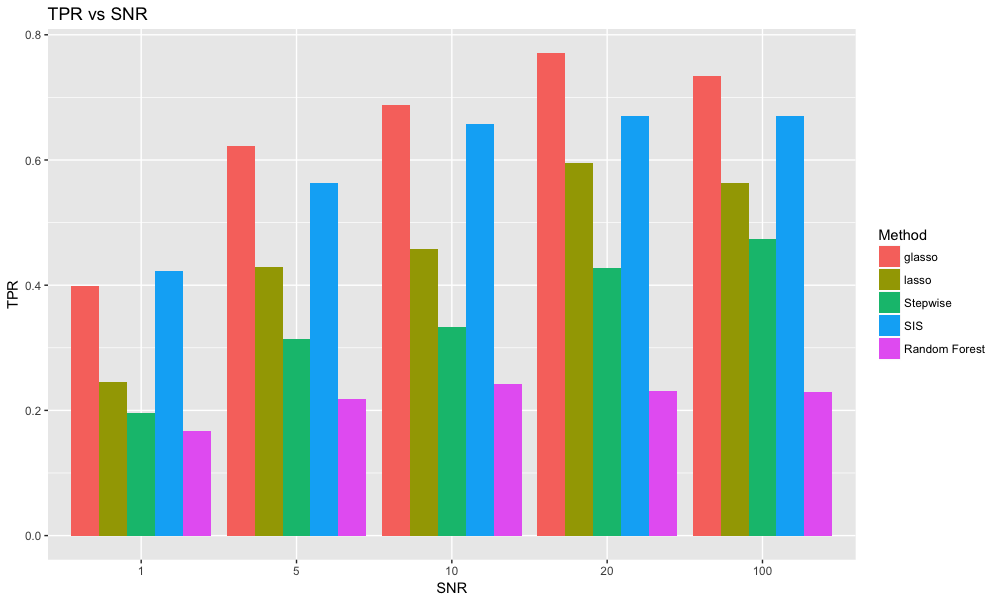 TPR vs SNR
0.8
0.6
0.4
0.2
0.0
TPR
1 5 10 20 100
SNR
Method
glasso
lasso
Stepwise
SIS
Random Forest